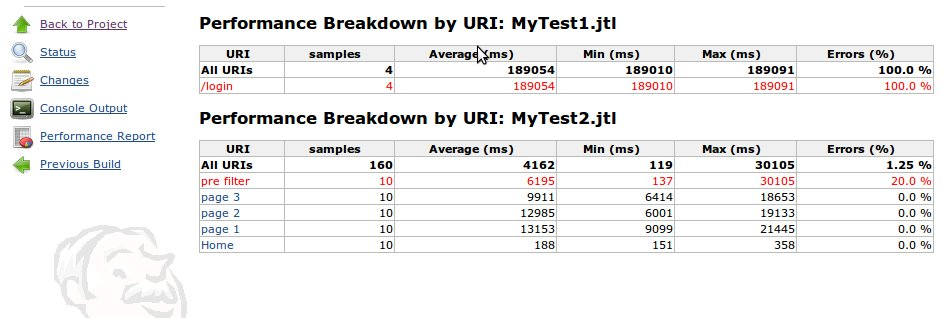 Back to Project
Status
Changes
Console Output
Performance Report
Previous Build
Performance Breakdown by URI: MyTest1.jtl
URI samples Average (ms) Min (ms) Max (ms) Errors (%)
All URIs 4 189054 189010 189091 100.0 %
/login 4 189054 189010 189091 100.0 %
Performance Breakdown by URI: MyTest2.jtl
URI samples Average (ms) Min (ms) Max (ms) Errors (%)
All URIs 160 4162 119 30105 1.25 %
pre filter 10 6195 137 30105 20.0 %
page 3 10 9911 6414 18653 0.0 %
page 2 10 12985 6001 19133 0.0 %
page 1 10 13153 9099 21445 0.0 %
Home 10 188 151 358 0.0 %